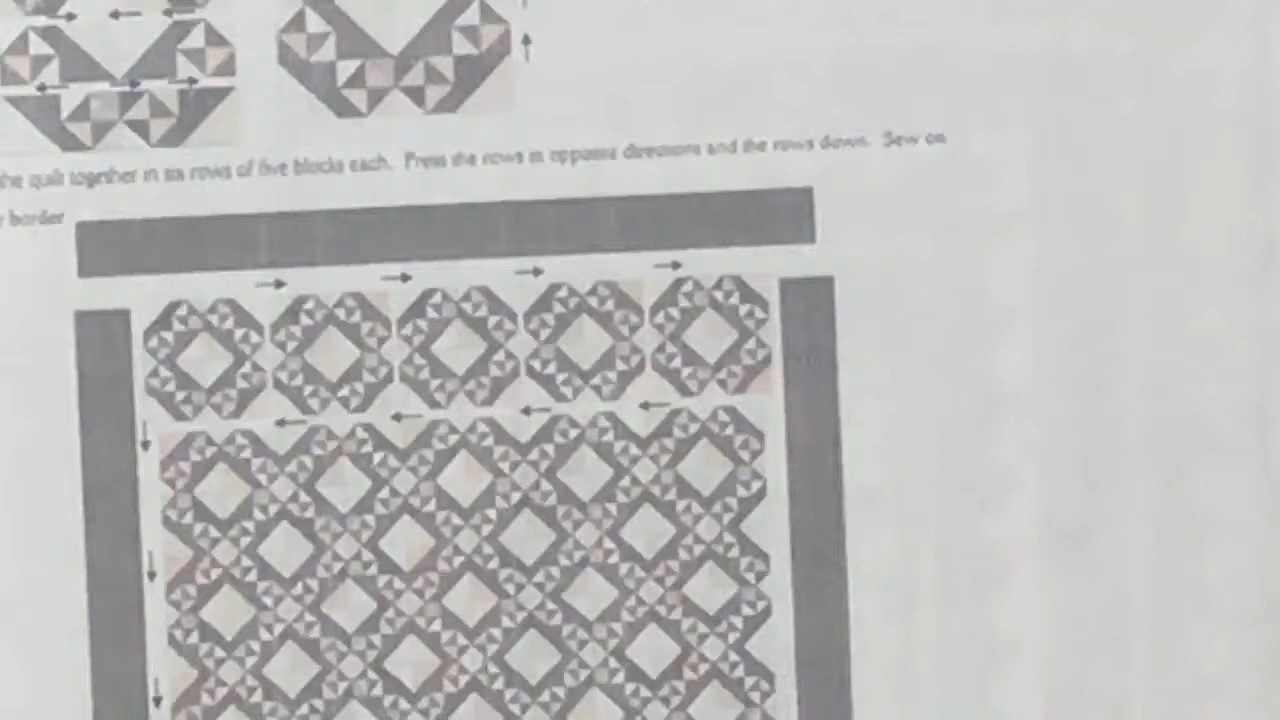 the quilt together in six rows of five blocks each. Press the rows in opposite directions and the rows down. Sew on
border